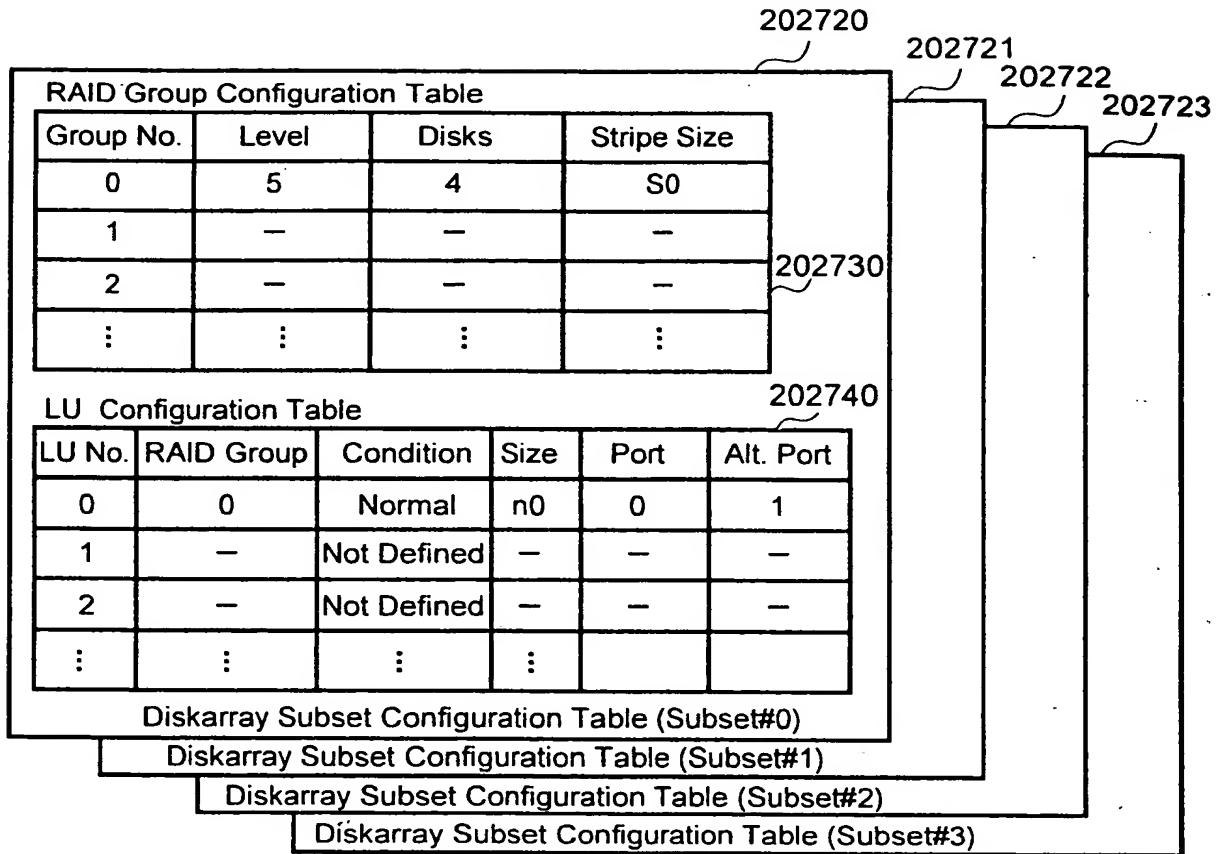 202720
202721
202722
202723
RAID Group Configuration Table
Group No. Level Disks Stripe Size
0 5 4 S0
1 — — —
2 — — —
⋮ ⋮ ⋮ ⋮
202730
LU Configuration Table
202740
LU No. RAID Group Condition Size Port Alt. Port
0 0 Normal n0 0 1
1 — Not Defined — — —
2 — Not Defined — — —
⋮ ⋮ ⋮ ⋮
Diskarray Subset Configuration Table (Subset#0)
Diskarray Subset Configuration Table (Subset#1)
Diskarray Subset Configuration Table (Subset#2)
Diskarray Subset Configuration Table (Subset#3)